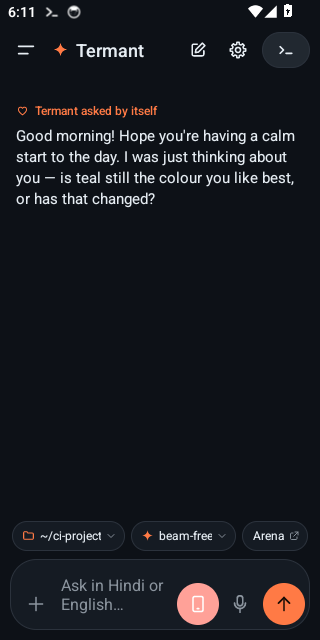 6:11
Termant
Termant asked by itself
Good morning! Hope you're having a calm
start to the day. I was just thinking about
you — is teal still the colour you like best,
or has that changed?
~/ci-project
beam-free
Arena
Ask in Hindi or
English…